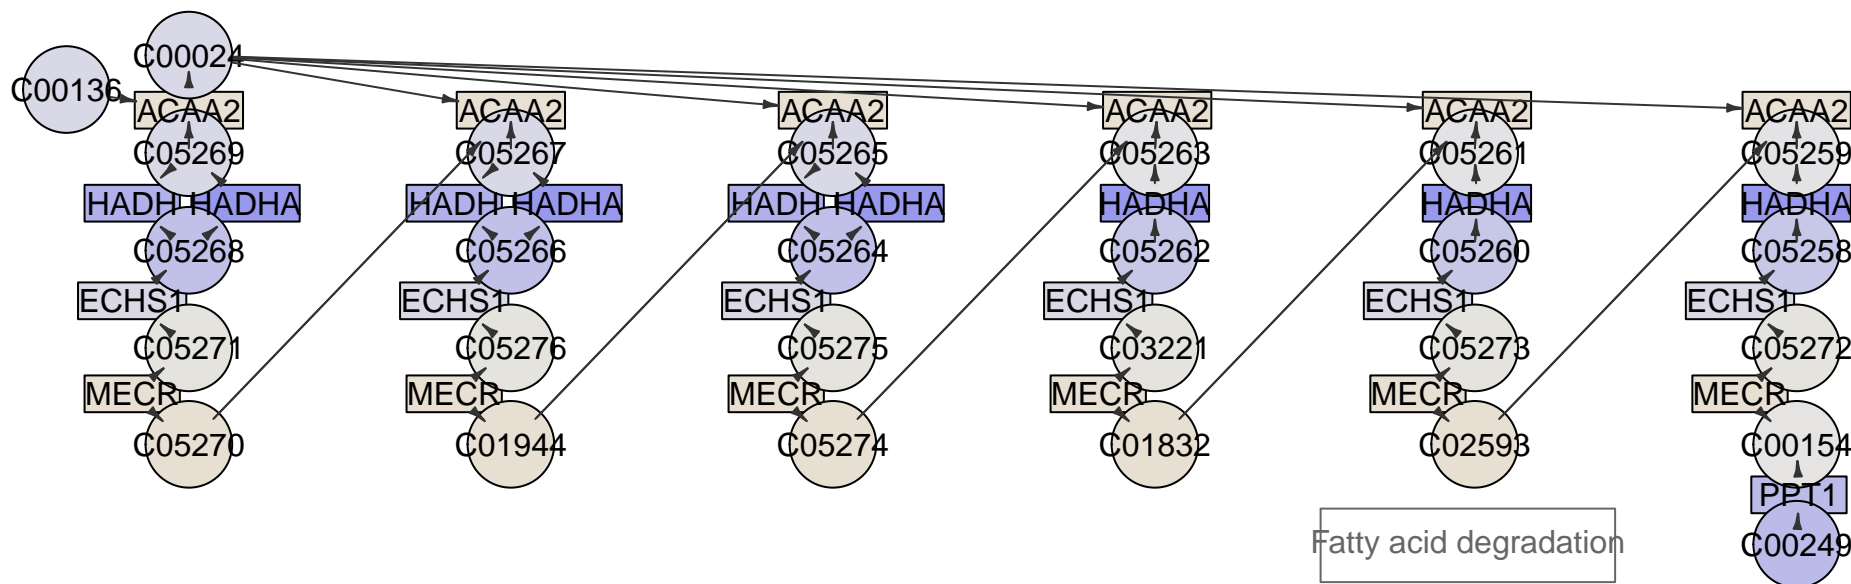 C00024
C00136
ACAA2 ACAA2 ACAA2 ACAA2 ACAA2 ACAA2
C05269 C05267 C05265 C05263 C05261 C05259
HADH HADHA HADH HADHA HADH HADHA HADHA HADHA HADHA
C05268 C05266 C05264 C05262 C05260 C05258
ECHS1 ECHS1 ECHS1 ECHS1 ECHS1 ECHS1
C05271 C05276 C05275 C03221 C05273 C05272
MECR MECR MECR MECR MECR MECR
C05270 C01944 C05274 C01832 C02593 C00154
PPT1
Fatty acid degradation C00249